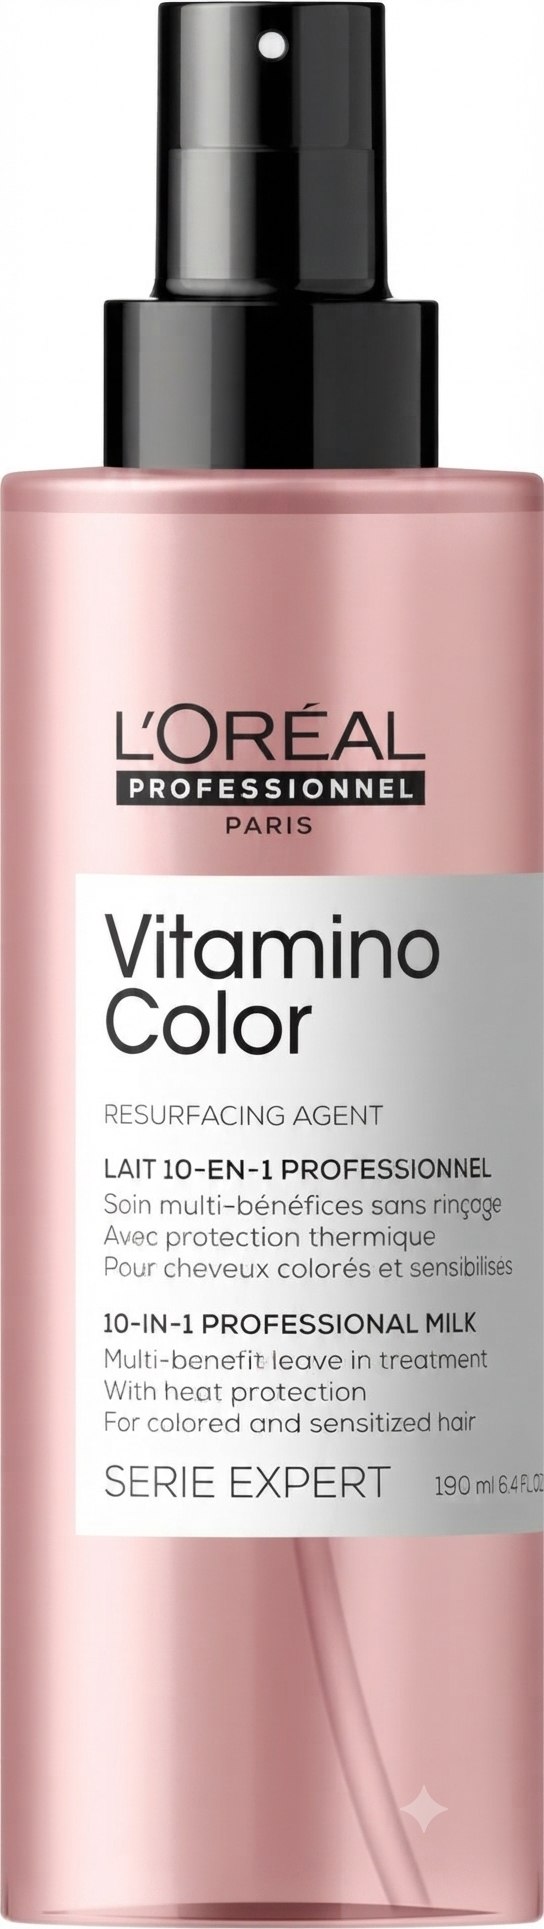 L'ORÉAL
PROFESSIONNEL
PARIS
Vitamino
Color
RESURFACING AGENT
LAIT 10-EN-1 PROFESSIONNEL
Soin multi-bénéfices sans rinçage
Avec protection thermique
Pour cheveux colorés et sensibilisés
10-IN-1 PROFESSIONAL MILK
Multi-benefit leave in treatment
With heat protection
For colored and sensitized hair
SERIE EXPERT 190 ml 6.4 FL.OZ